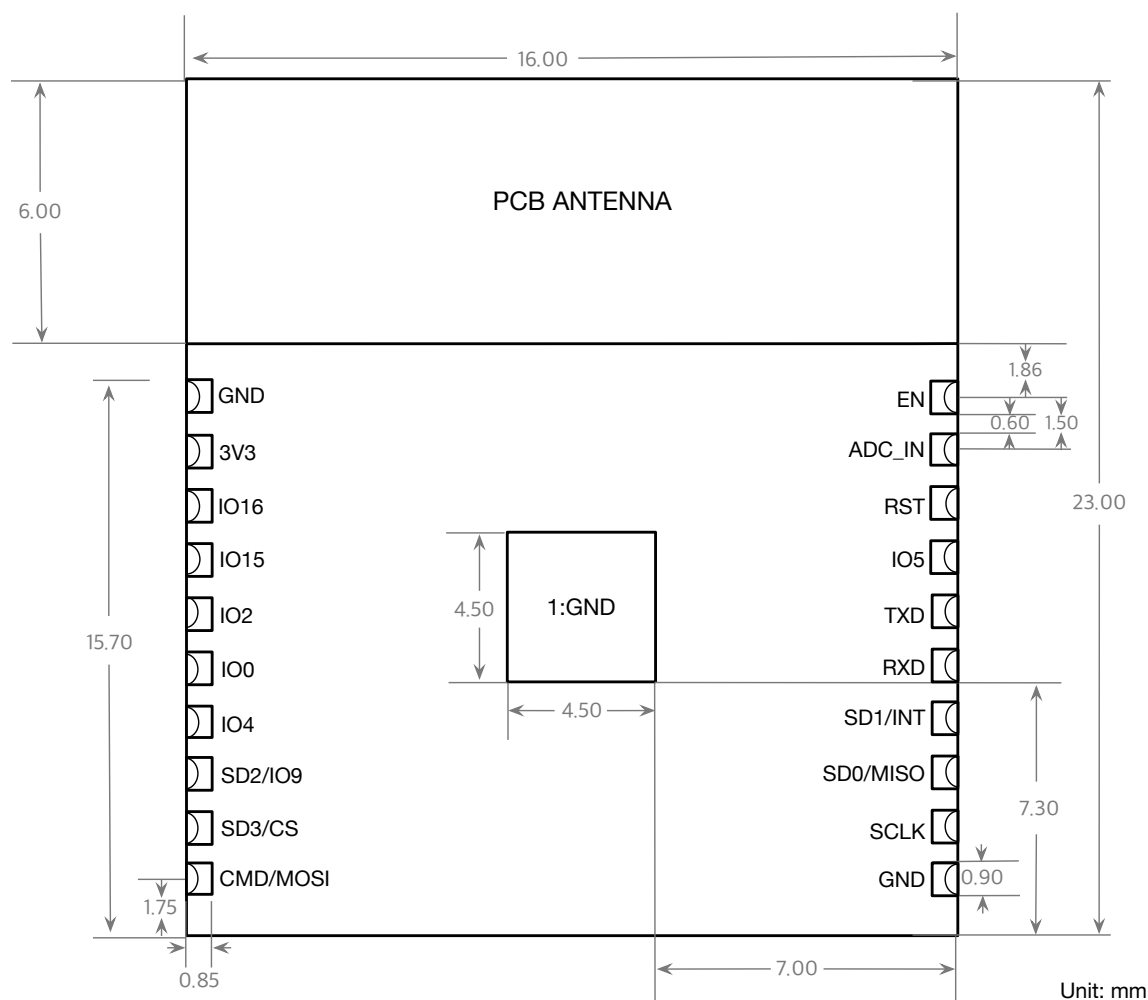 16.00
PCB ANTENNA
6.00
1.86
GND
EN
0.60
1.50
3V3
ADC_IN
IO16
RST
23.00
IO15
IO5
4.50
1:GND
IO2
TXD
15.70
IO0
RXD
4.50
IO4
SD1/INT
SD2/IO9
SD0/MISO
7.30
SD3/CS
SCLK
CMD/MOSI
GND
0.90
1.75
0.85
7.00
Unit: mm